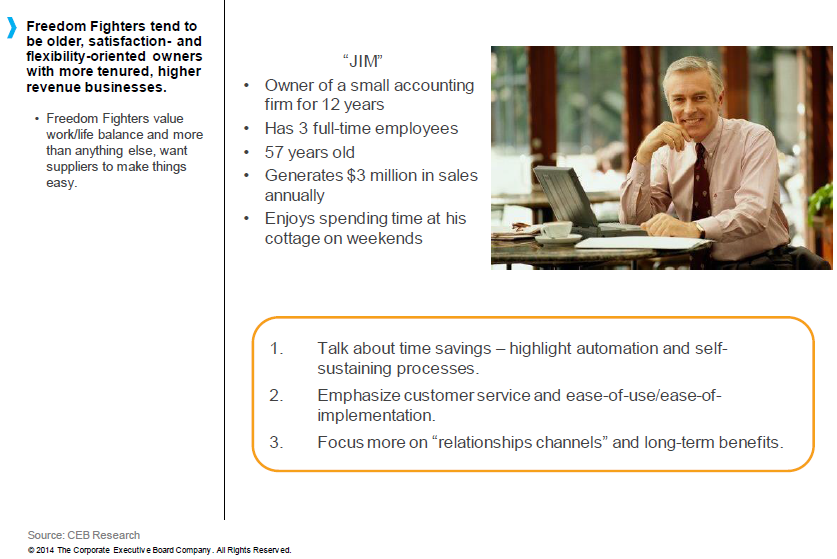 Freedom Fighters tend to
be older, satisfaction- and
flexibility-oriented owners
with more tenured, higher
revenue businesses.
• Freedom Fighters value
work/life balance and more
than anything else, want
suppliers to make things
easy.
“JIM”
• Owner of a small accounting
firm for 12 years
• Has 3 full-time employees
• 57 years old
• Generates $3 million in sales
annually
• Enjoys spending time at his
cottage on weekends
1. Talk about time savings – highlight automation and self-
sustaining processes.
2. Emphasize customer service and ease-of-use/ease-of-
implementation.
3. Focus more on “relationships channels” and long-term benefits.
Source: CEB Research
© 2014 The Corporate Executive Board Company. All Rights Reserved.